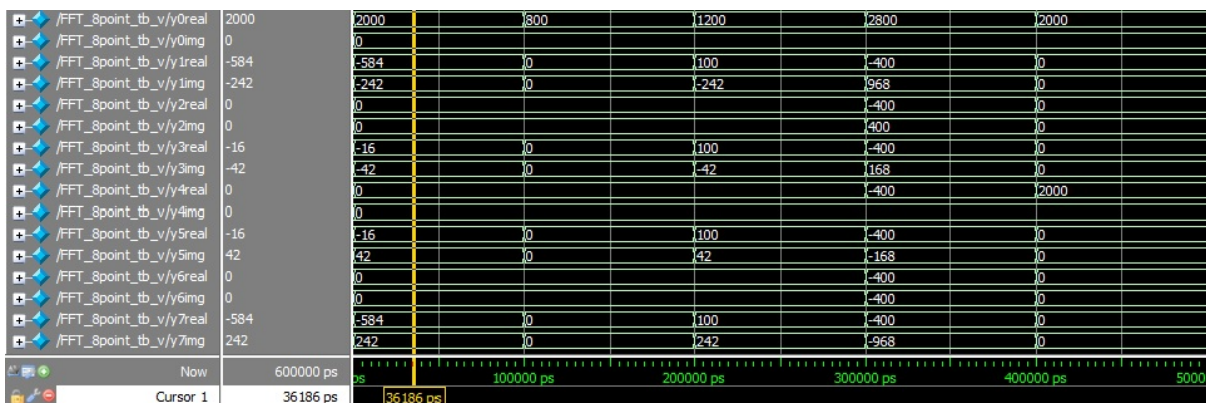 /FFT_8point_tb_v/y0real 2000 2000 800 1200 2800 2000
/FFT_8point_tb_v/y0img 0 0
/FFT_8point_tb_v/y1real -584 -584 0 100 -400 0
/FFT_8point_tb_v/y1img -242 -242 0 -242 968 0
/FFT_8point_tb_v/y2real 0 0 -400 0
/FFT_8point_tb_v/y2img 0 0 400 0
/FFT_8point_tb_v/y3real -16 -16 0 100 -400 0
/FFT_8point_tb_v/y3img -42 -42 0 -42 168 0
/FFT_8point_tb_v/y4real 0 0 -400 2000
/FFT_8point_tb_v/y4img 0 0
/FFT_8point_tb_v/y5real -16 -16 0 100 -400 0
/FFT_8point_tb_v/y5img 42 42 0 42 -168 0
/FFT_8point_tb_v/y6real 0 0 -400 0
/FFT_8point_tb_v/y6img 0 0 -400 0
/FFT_8point_tb_v/y7real -584 -584 0 100 -400 0
/FFT_8point_tb_v/y7img 242 242 0 242 -968 0
Now 600000 ps ps 100000 ps 200000 ps 300000 ps 400000 ps 5000
Cursor 1 36186 ps 36186 ps